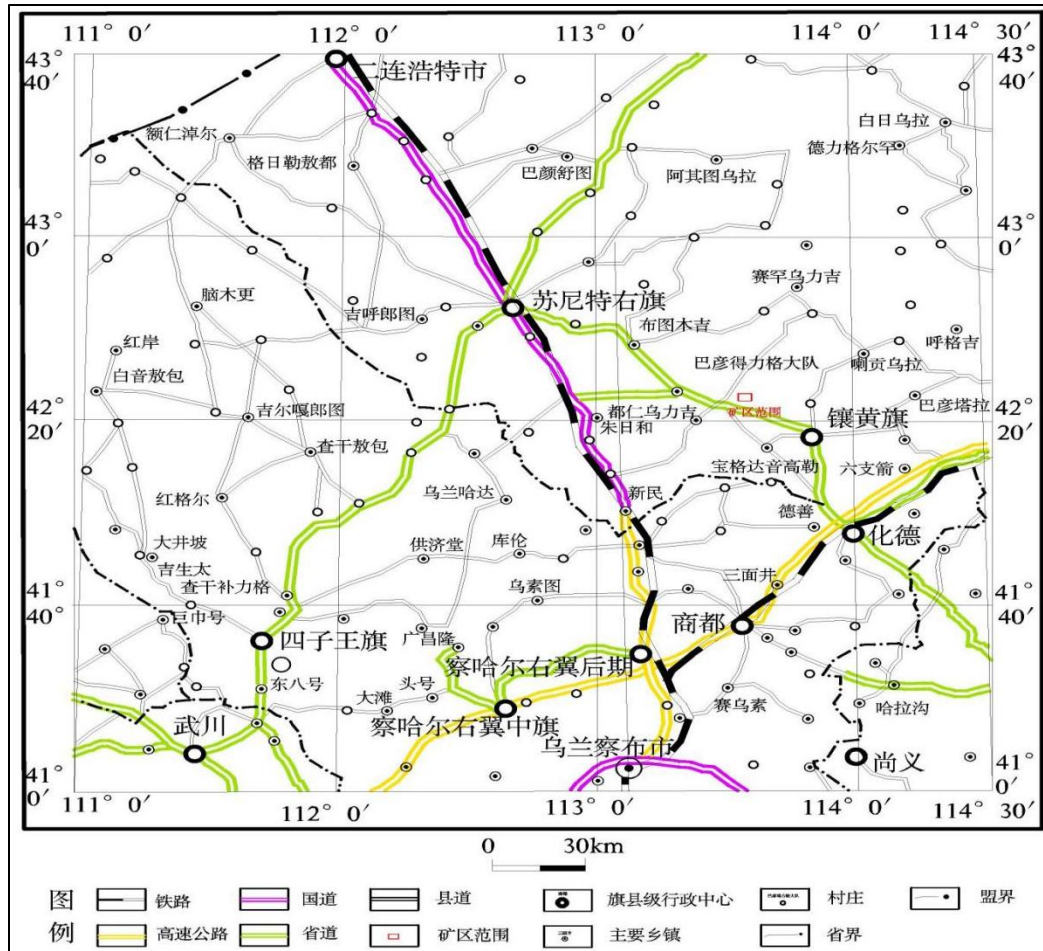 111° 0′ 112° 0′ 113° 0′ 114° 0′ 114° 30′
43° 40′ 43° 40′
二连浩特市
额仁淖尔
格日勒敖都
巴颜舒图
阿其图乌拉
白日乌拉
德力格尔罕
43° 0′ 43° 0′
脑木更
吉呼郎图
苏尼特右旗
赛罕乌力吉
布图木吉
呼格吉
红岸
白音敖包
巴彦得力格大队
喇贡乌拉
吉尔嘎郎图
都仁乌力吉
矿区范围
巴彦塔拉
42° 20′ 42° 20′
朱日和
镶黄旗
查干敖包
红格尔
乌兰哈达
新民
宝格达音高勒
六支箭
德善
化德
大井坡
吉生太
供济堂
库伦
查干补力格
乌素图
三面井
41° 40′ 41° 40′
巨巾号
四子王旗
广昌隆
商都
察哈尔右翼后期
东八号
大滩
头号
赛乌素
哈拉沟
武川
察哈尔右翼中旗
乌兰察布市
尚义
41° 0′ 41° 0′
111° 0′ 112° 0′ 113° 0′ 114° 0′ 114° 30′
0 30km
图例
铁路 国道 县道 旗县级行政中心 村庄 盟界
高速公路 省道 矿区范围 主要乡镇 省界